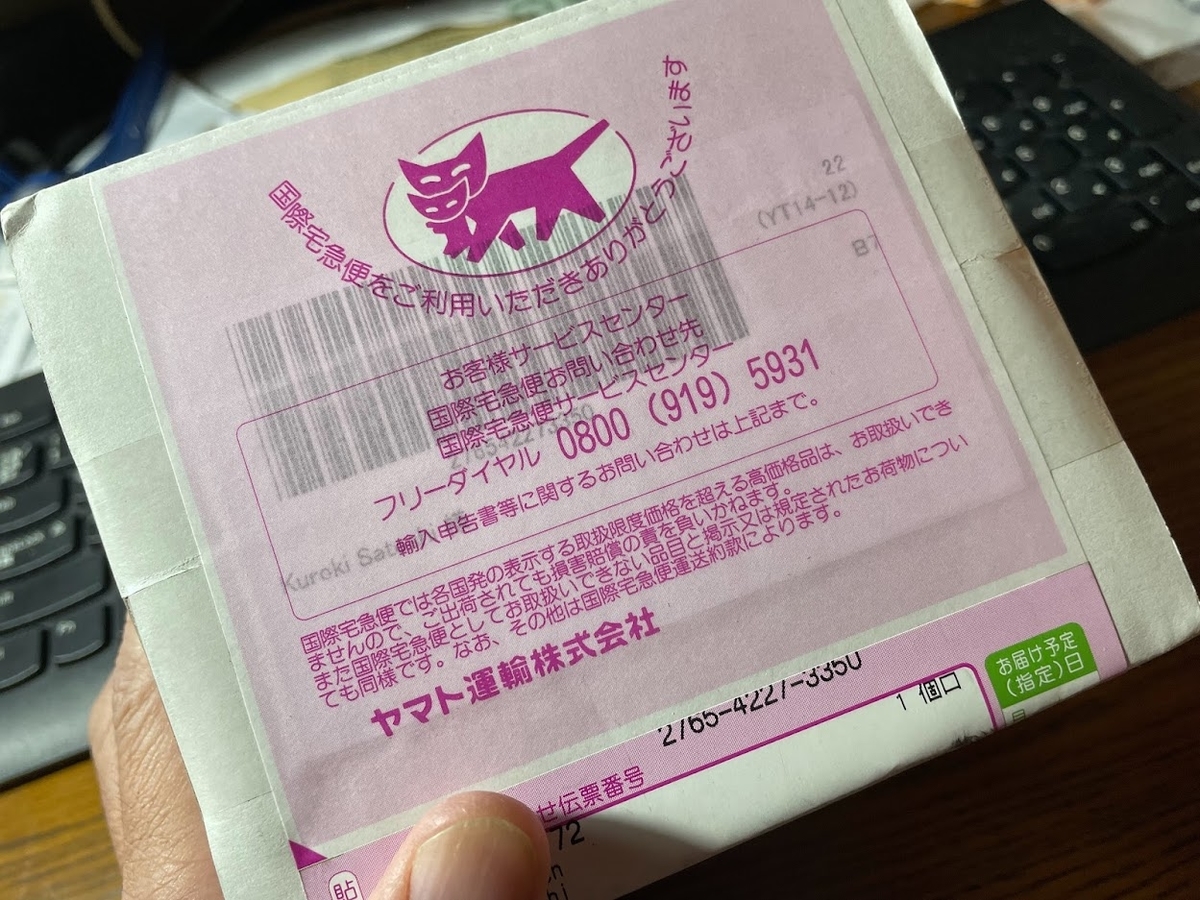 国際宅急便をご利用いただきありがとうございます
22
(YT14-12)
B7
お客様サービスセンター
国際宅急便お問い合わせ先
国際宅急便サービスセンター
フリーダイヤル 0800（919）5931
輸入申告書等に関するお問い合わせは上記まで。
Kuroki
国際宅急便では各国発の表示する取扱限度価格を超える高価格品は、お取扱いでき
ませんので、ご出荷されても損害賠償の責を負いかねます。
また国際宅急便としてお取扱いできない品目と掲示又は規定されたお荷物につい
ても同様です。なお、その他は国際宅急便運送約款によります。
ヤマト運輸株式会社
2765-4227-3350
1 個口
お届け予定
(指定)日
せ伝票番号
72
貼